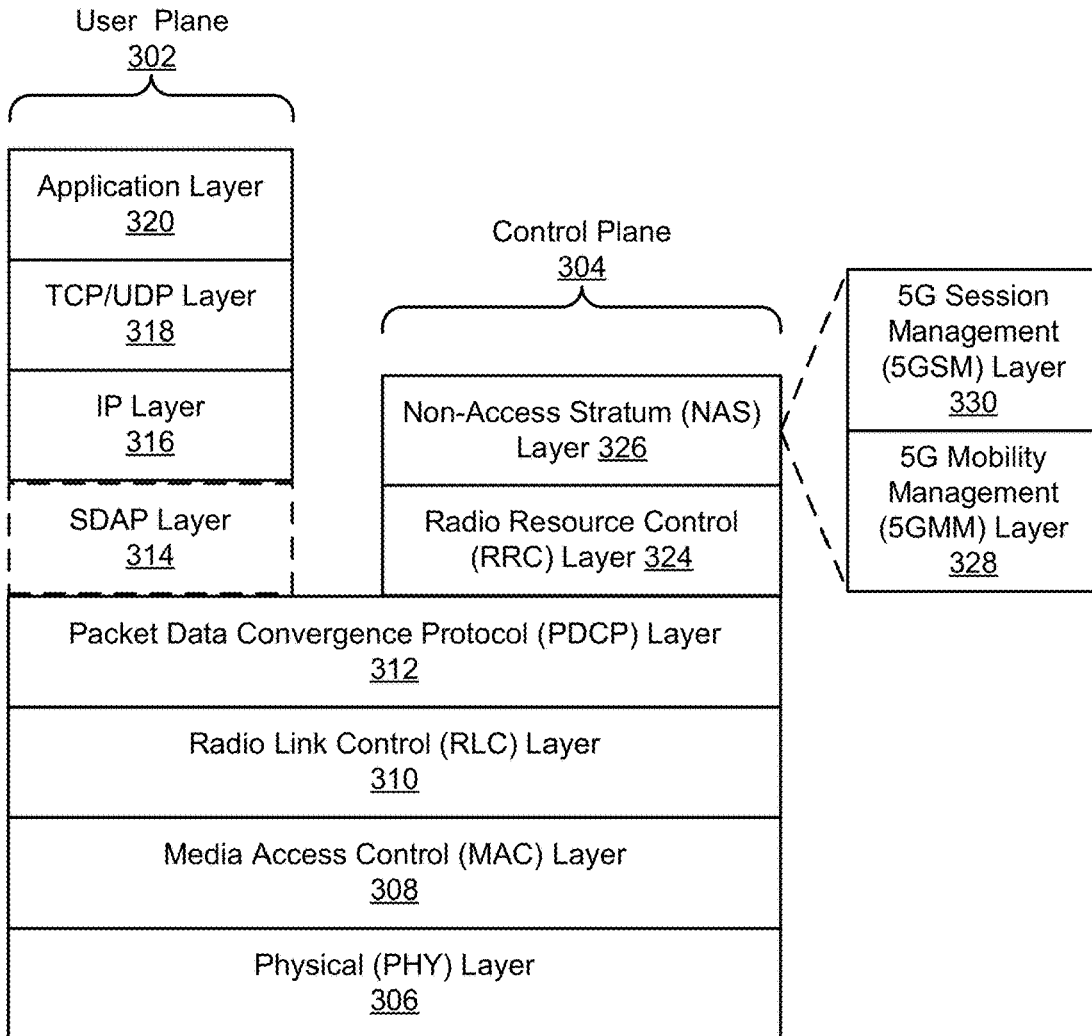 User Plane
302
Application Layer
320
TCP/UDP Layer
318
IP Layer
316
SDAP Layer
314
Control Plane
304
Non-Access Stratum (NAS)
Layer 326
Radio Resource Control
(RRC) Layer 324
5G Session
Management
(5GSM) Layer
330
5G Mobility
Management
(5GMM) Layer
328
Packet Data Convergence Protocol (PDCP) Layer
312
Radio Link Control (RLC) Layer
310
Media Access Control (MAC) Layer
308
Physical (PHY) Layer
306